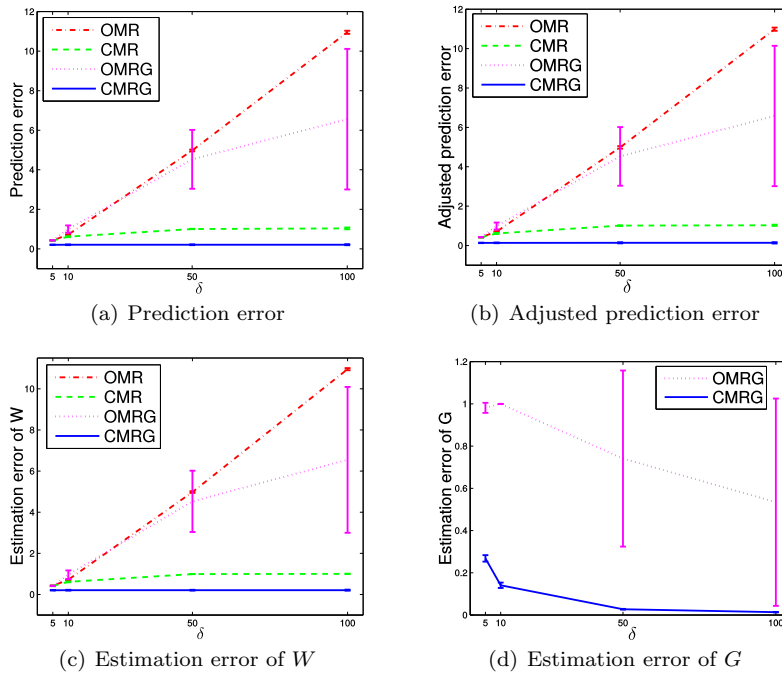 12
10
8
6
4
2
0
Prediction error
OMR
CMR
OMRG
CMRG
5
10
50
100
δ
(a) Prediction error
12
10
8
6
4
2
0
Adjusted prediction error
OMR
CMR
OMRG
CMRG
5
10
50
100
δ
(b) Adjusted prediction error
10
8
6
4
2
0
Estimation error of W
OMR
CMR
OMRG
CMRG
5
10
50
100
δ
(c) Estimation error of W
1.2
1
0.8
0.6
0.4
0.2
0
Estimation error of G
OMRG
CMRG
5
10
50
100
δ
(d) Estimation error of G